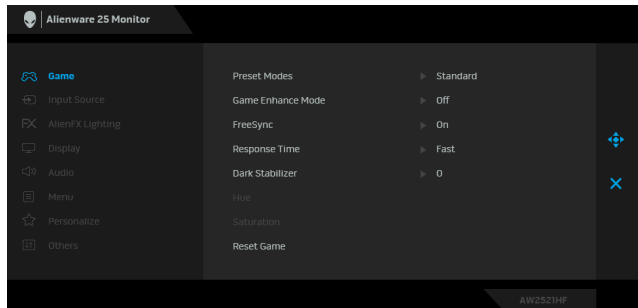 Alienware 25 Monitor
Game
Input Source
AlienFX Lighting
Display
Audio
Menu
Personalize
Others
Preset Modes Standard
Game Enhance Mode Off
FreeSync On
Response Time Fast
Dark Stabilizer 0
Hue
Saturation
Reset Game
AW2521HF